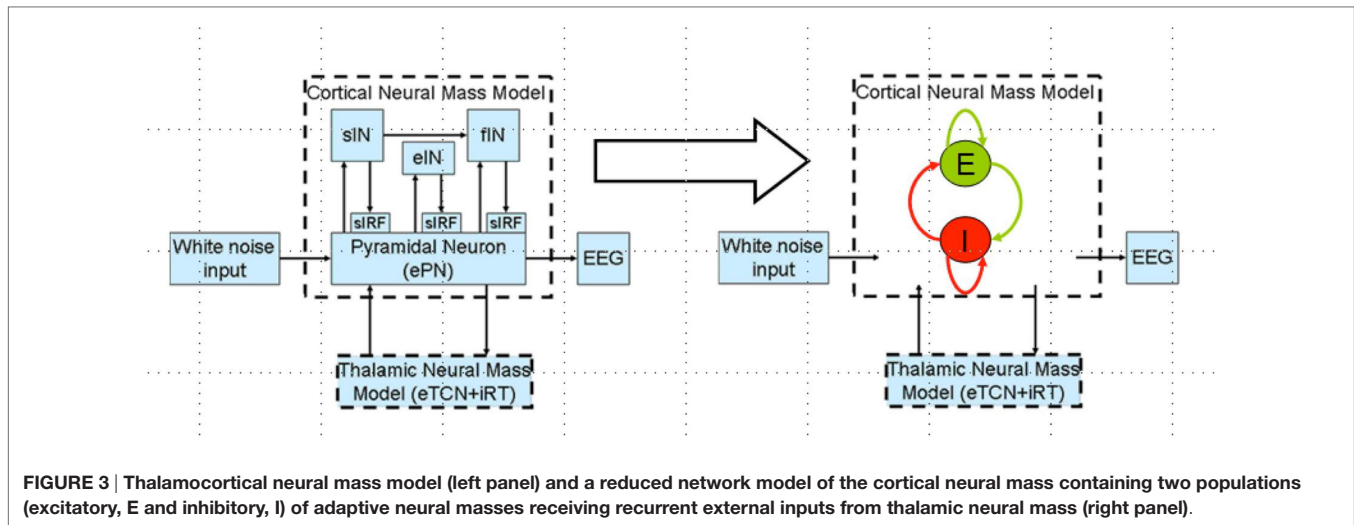 Cortical Neural Mass Model
sIN
fIN
eIN
sIRF
sIRF
sIRF
White noise
input
Pyramidal Neuron
(ePN)
EEG
Thalamic Neural Mass
Model (eTCN+iRT)
Cortical Neural Mass Model
E
I
White noise
input
EEG
Thalamic Neural Mass
Model (eTCN+iRT)
FIGURE 3 | Thalamocortical neural mass model (left panel) and a reduced network model of the cortical neural mass containing two populations
(excitatory, E and inhibitory, I) of adaptive neural masses receiving recurrent external inputs from thalamic neural mass (right panel).